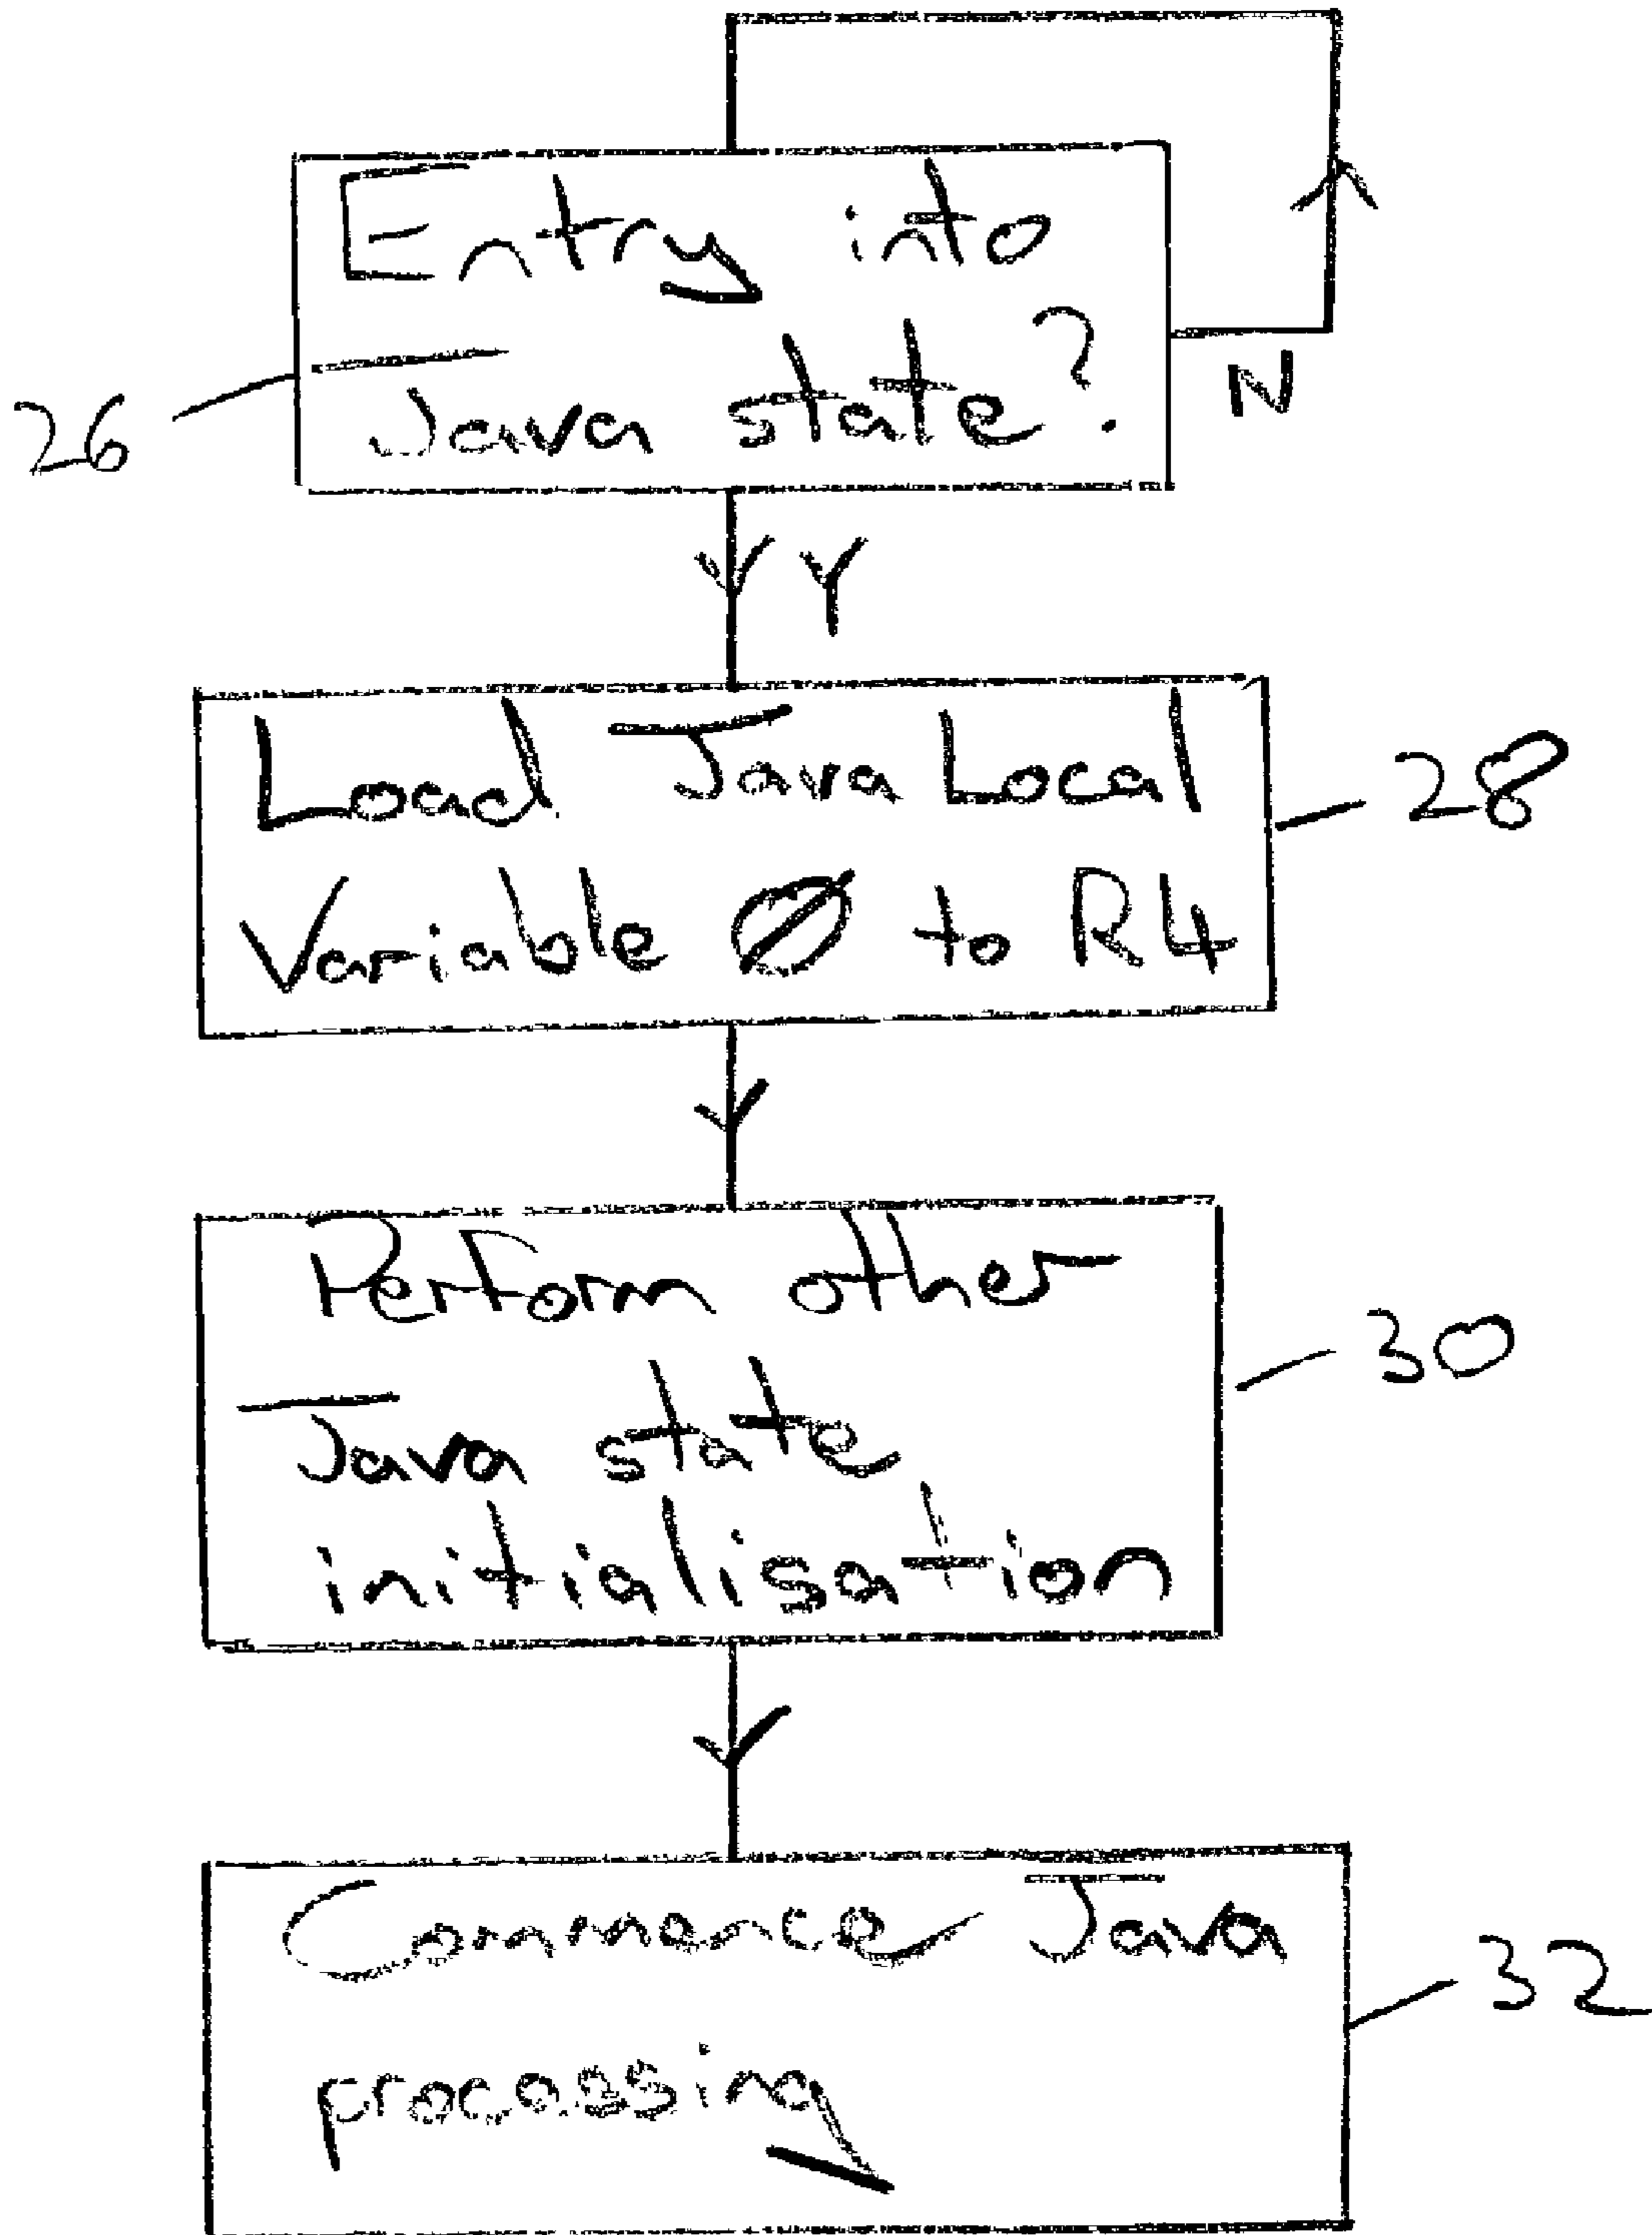 Entry into
Java state?
N
26
Y
Load Java Local
Variable Ø to R4
28
Perform other
Java state
initialisation
30
Commence Java
processing
32